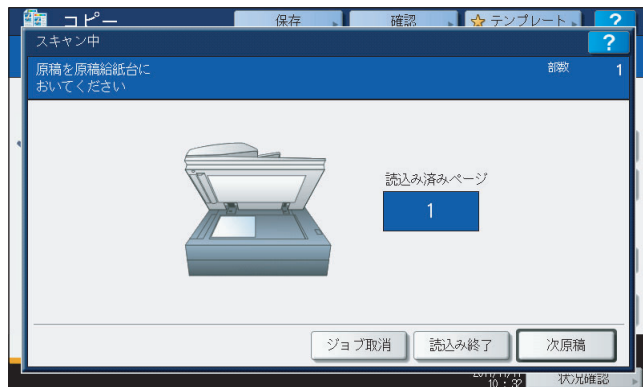 コピー
保存
確認
テンプレート
?
スキャン中
?
原稿を原稿給紙台に
おいてください
部数
1
読込み済みページ
1
ジョブ取消
読込み終了
次原稿
10 : 32
状況確認